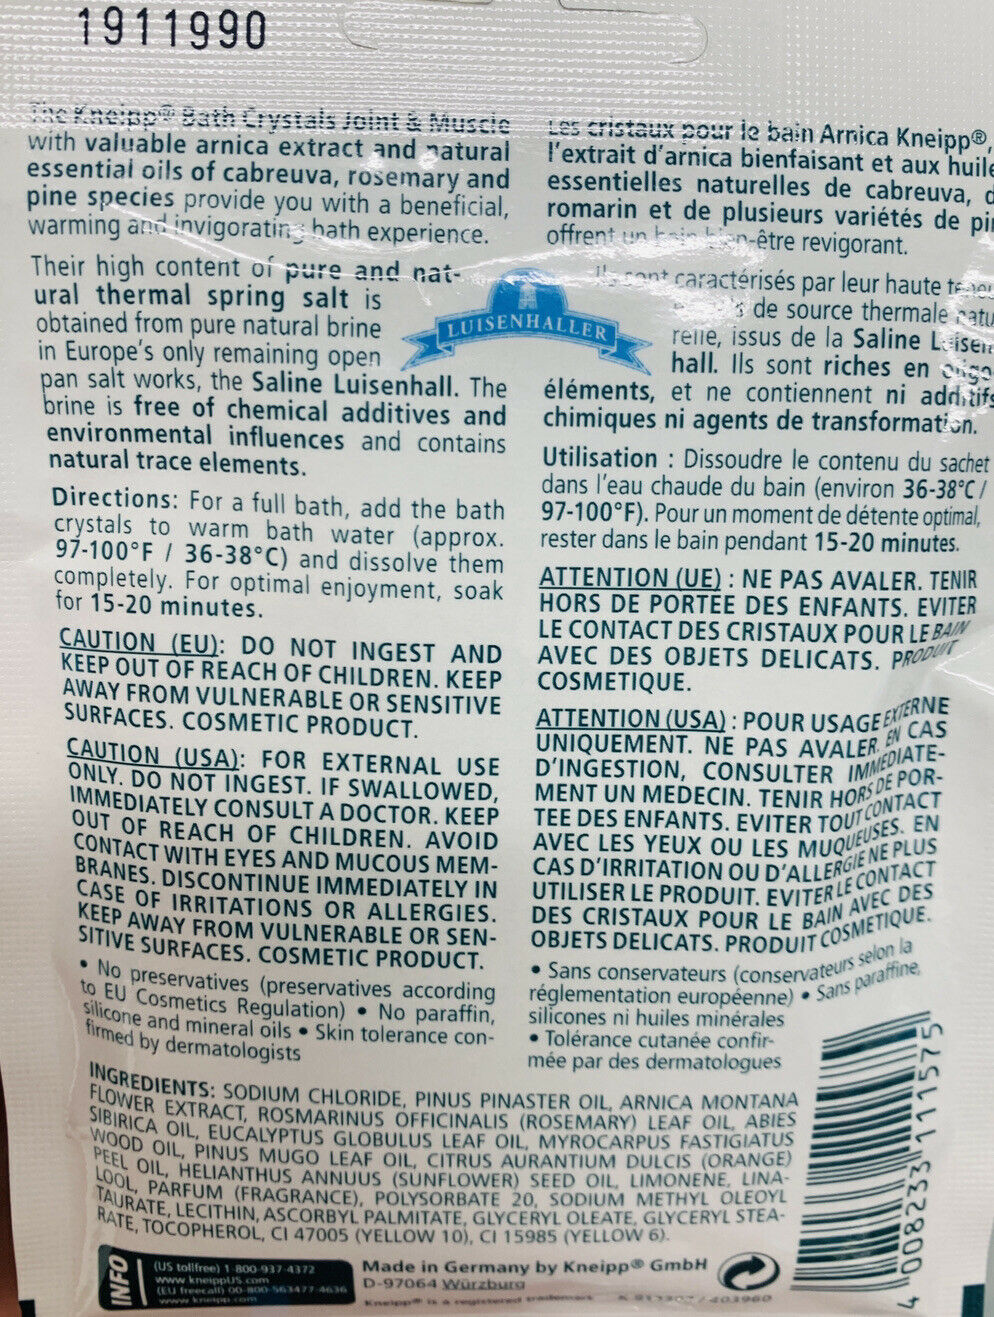 1911990
The Kneipp® Bath Crystals Joint & Muscle
with valuable arnica extract and natural
essential oils of cabreuva, rosemary and
pine species provide you with a beneficial,
warming and invigorating bath experience.
Their high content of pure and nat-
ural thermal spring salt is
obtained from pure natural brine
in Europe's only remaining open
pan salt works, the Saline Luisenhall. The
brine is free of chemical additives and
environmental influences and contains
natural trace elements.
LUISENHALLER
Directions: For a full bath, add the bath
crystals to warm bath water (approx.
97-100°F / 36-38°C) and dissolve them
completely. For optimal enjoyment, soak
for 15-20 minutes.
CAUTION (EU): DO NOT INGEST AND
KEEP OUT OF REACH OF CHILDREN. KEEP
AWAY FROM VULNERABLE OR SENSITIVE
SURFACES. COSMETIC PRODUCT.
CAUTION (USA): FOR EXTERNAL USE
ONLY. DO NOT INGEST. IF SWALLOWED,
IMMEDIATELY CONSULT A DOCTOR. KEEP
OUT OF REACH OF CHILDREN. AVOID
CONTACT WITH EYES AND MUCOUS MEM-
BRANES. DISCONTINUE IMMEDIATELY IN
CASE OF IRRITATIONS OR ALLERGIES.
KEEP AWAY FROM VULNERABLE OR SEN-
SITIVE SURFACES. COSMETIC PRODUCT.
• No preservatives (preservatives according
to EU Cosmetics Regulation) • No paraffin,
silicone and mineral oils • Skin tolerance con-
firmed by dermatologists
Les cristaux pour le bain Arnica Kneipp®,
l'extrait d'arnica bienfaisant et aux huile
essentielles naturelles de cabreuva, d
romarin et de plusieurs variétés de pi
offrent un bain bien-être revigorant.
Ils sont caractérisés par leur haute
de source thermale natu
relle, issus de la Saline Luisen
hall. Ils sont riches en oligo
éléments, et ne contiennent ni additifs
chimiques ni agents de transformation.
Utilisation : Dissoudre le contenu du sachet
dans l'eau chaude du bain (environ 36-38°C /
97-100°F). Pour un moment de détente optimal,
rester dans le bain pendant 15-20 minutes.
ATTENTION (UE) : NE PAS AVALER. TENIR
HORS DE PORTEE DES ENFANTS. EVITER
LE CONTACT DES CRISTAUX POUR LE BAIN
AVEC DES OBJETS DELICATS. PRODUIT
COSMETIQUE.
ATTENTION (USA) : POUR USAGE EXTERNE
UNIQUEMENT. NE PAS AVALER. EN CAS
D'INGESTION, CONSULTER IMMEDIATE-
MENT UN MEDECIN. TENIR HORS DE POR-
TEE DES ENFANTS. EVITER TOUT CONTACT
AVEC LES YEUX OU LES MUQUEUSES. EN
CAS D'IRRITATION OU D'ALLERGIE NE PLUS
UTILISER LE PRODUIT. EVITER LE CONTACT
DES CRISTAUX POUR LE BAIN AVEC DES
OBJETS DELICATS. PRODUIT COSMETIQUE.
• Sans conservateurs (conservateurs selon la
réglementation européenne) • Sans paraffine,
silicones ni huiles minérales
• Tolérance cutanée confir-
mée par des dermatologues
INGREDIENTS: SODIUM CHLORIDE, PINUS PINASTER OIL, ARNICA MONTANA
FLOWER EXTRACT, ROSMARINUS OFFICINALIS (ROSEMARY) LEAF OIL, ABIES
SIBIRICA OIL, EUCALYPTUS GLOBULUS LEAF OIL, MYROCARPUS FASTIGIATUS
WOOD OIL, PINUS MUGO LEAF OIL, CITRUS AURANTIUM DULCIS (ORANGE)
PEEL OIL, HELIANTHUS ANNUUS (SUNFLOWER) SEED OIL, LIMONENE, LINA-
LOOL, PARFUM (FRAGRANCE), POLYSORBATE 20, SODIUM METHYL OLEOYL
TAURATE, LECITHIN, ASCORBYL PALMITATE, GLYCERYL OLEATE, GLYCERYL STEA-
RATE, TOCOPHEROL, CI 47005 (YELLOW 10), CI 15985 (YELLOW 6).
4 008233 111575
INFO
(US tollfree) 1-800-937-4372
www.kneippUS.com
(EU freecall) 00-800-563477-4636
www.kneipp.com
Made in Germany by Kneipp® GmbH
D-97064 Würzburg
Kneipp® is a registered trademark